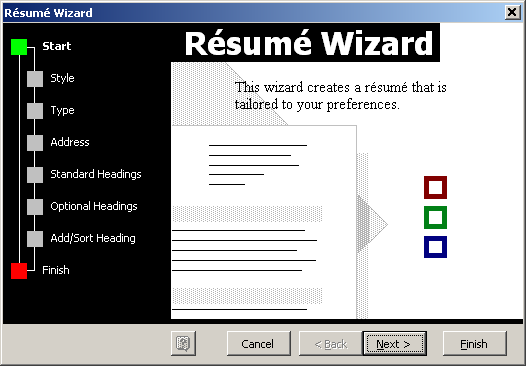 Résumé Wizard
Résumé Wizard
This wizard creates a résumé that is
tailored to your preferences.
Start
Style
Type
Address
Standard Headings
Optional Headings
Add/Sort Heading
Finish
Cancel
< Back
Next >
Finish